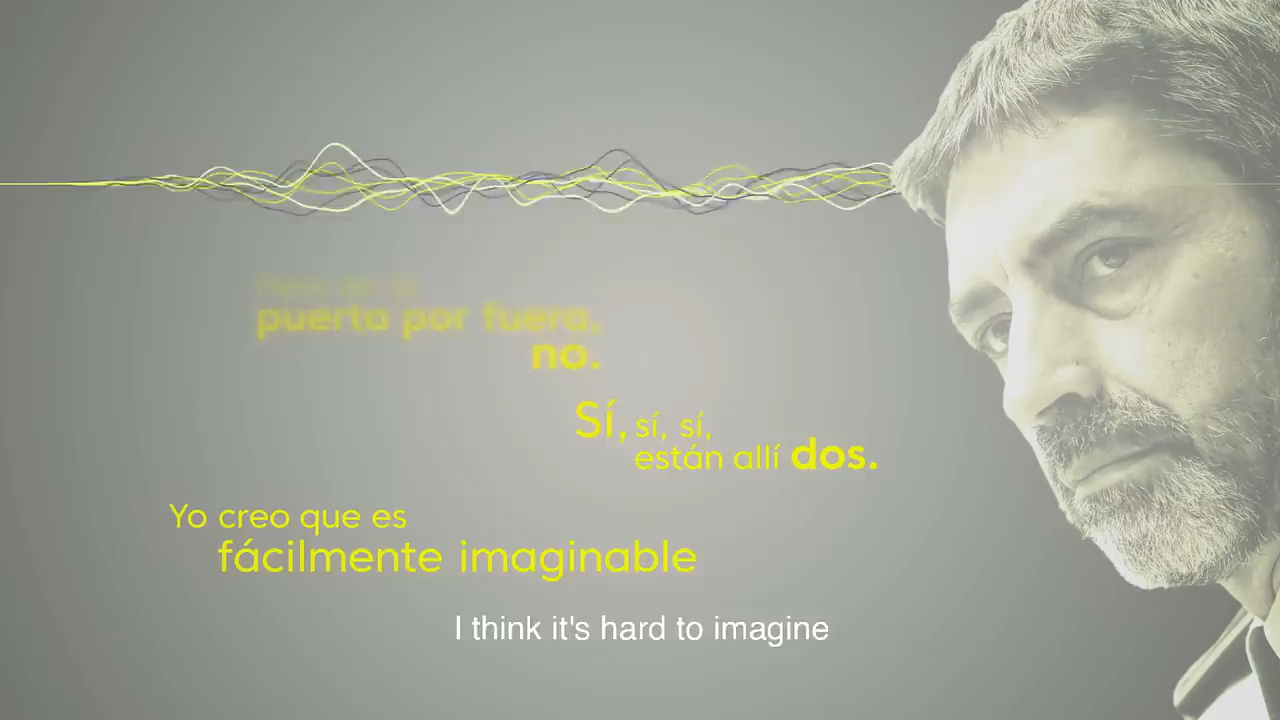 puerta por fuera,
no.
Sí, sí, sí,
están allí dos.
Yo creo que es
fácilmente imaginable
I think it's hard to imagine